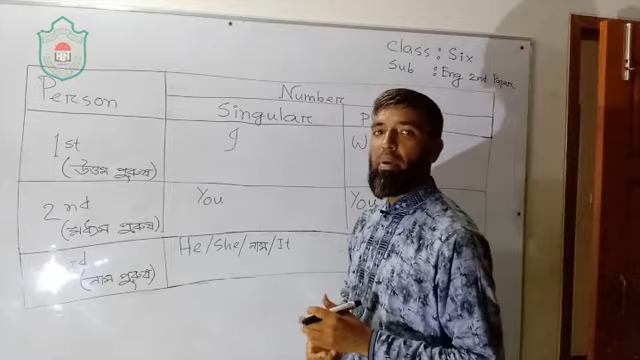 Class : Six
Sub : Eng 2nd Paper
Person Number
Singular
1st I
(উত্তম পুরুষ)
2nd You You
(মধ্যম পুরুষ)
He/She/নাম/It
(নাম পুরুষ)